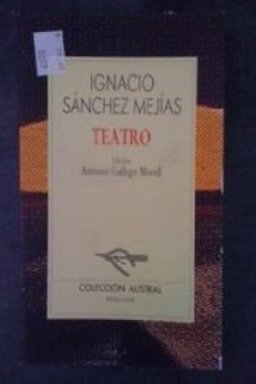 IGNACIO
SÁNCHEZ MEJÍAS
TEATRO
Edición
Antonio Gallego Morell
COLECCIÓN AUSTRAL